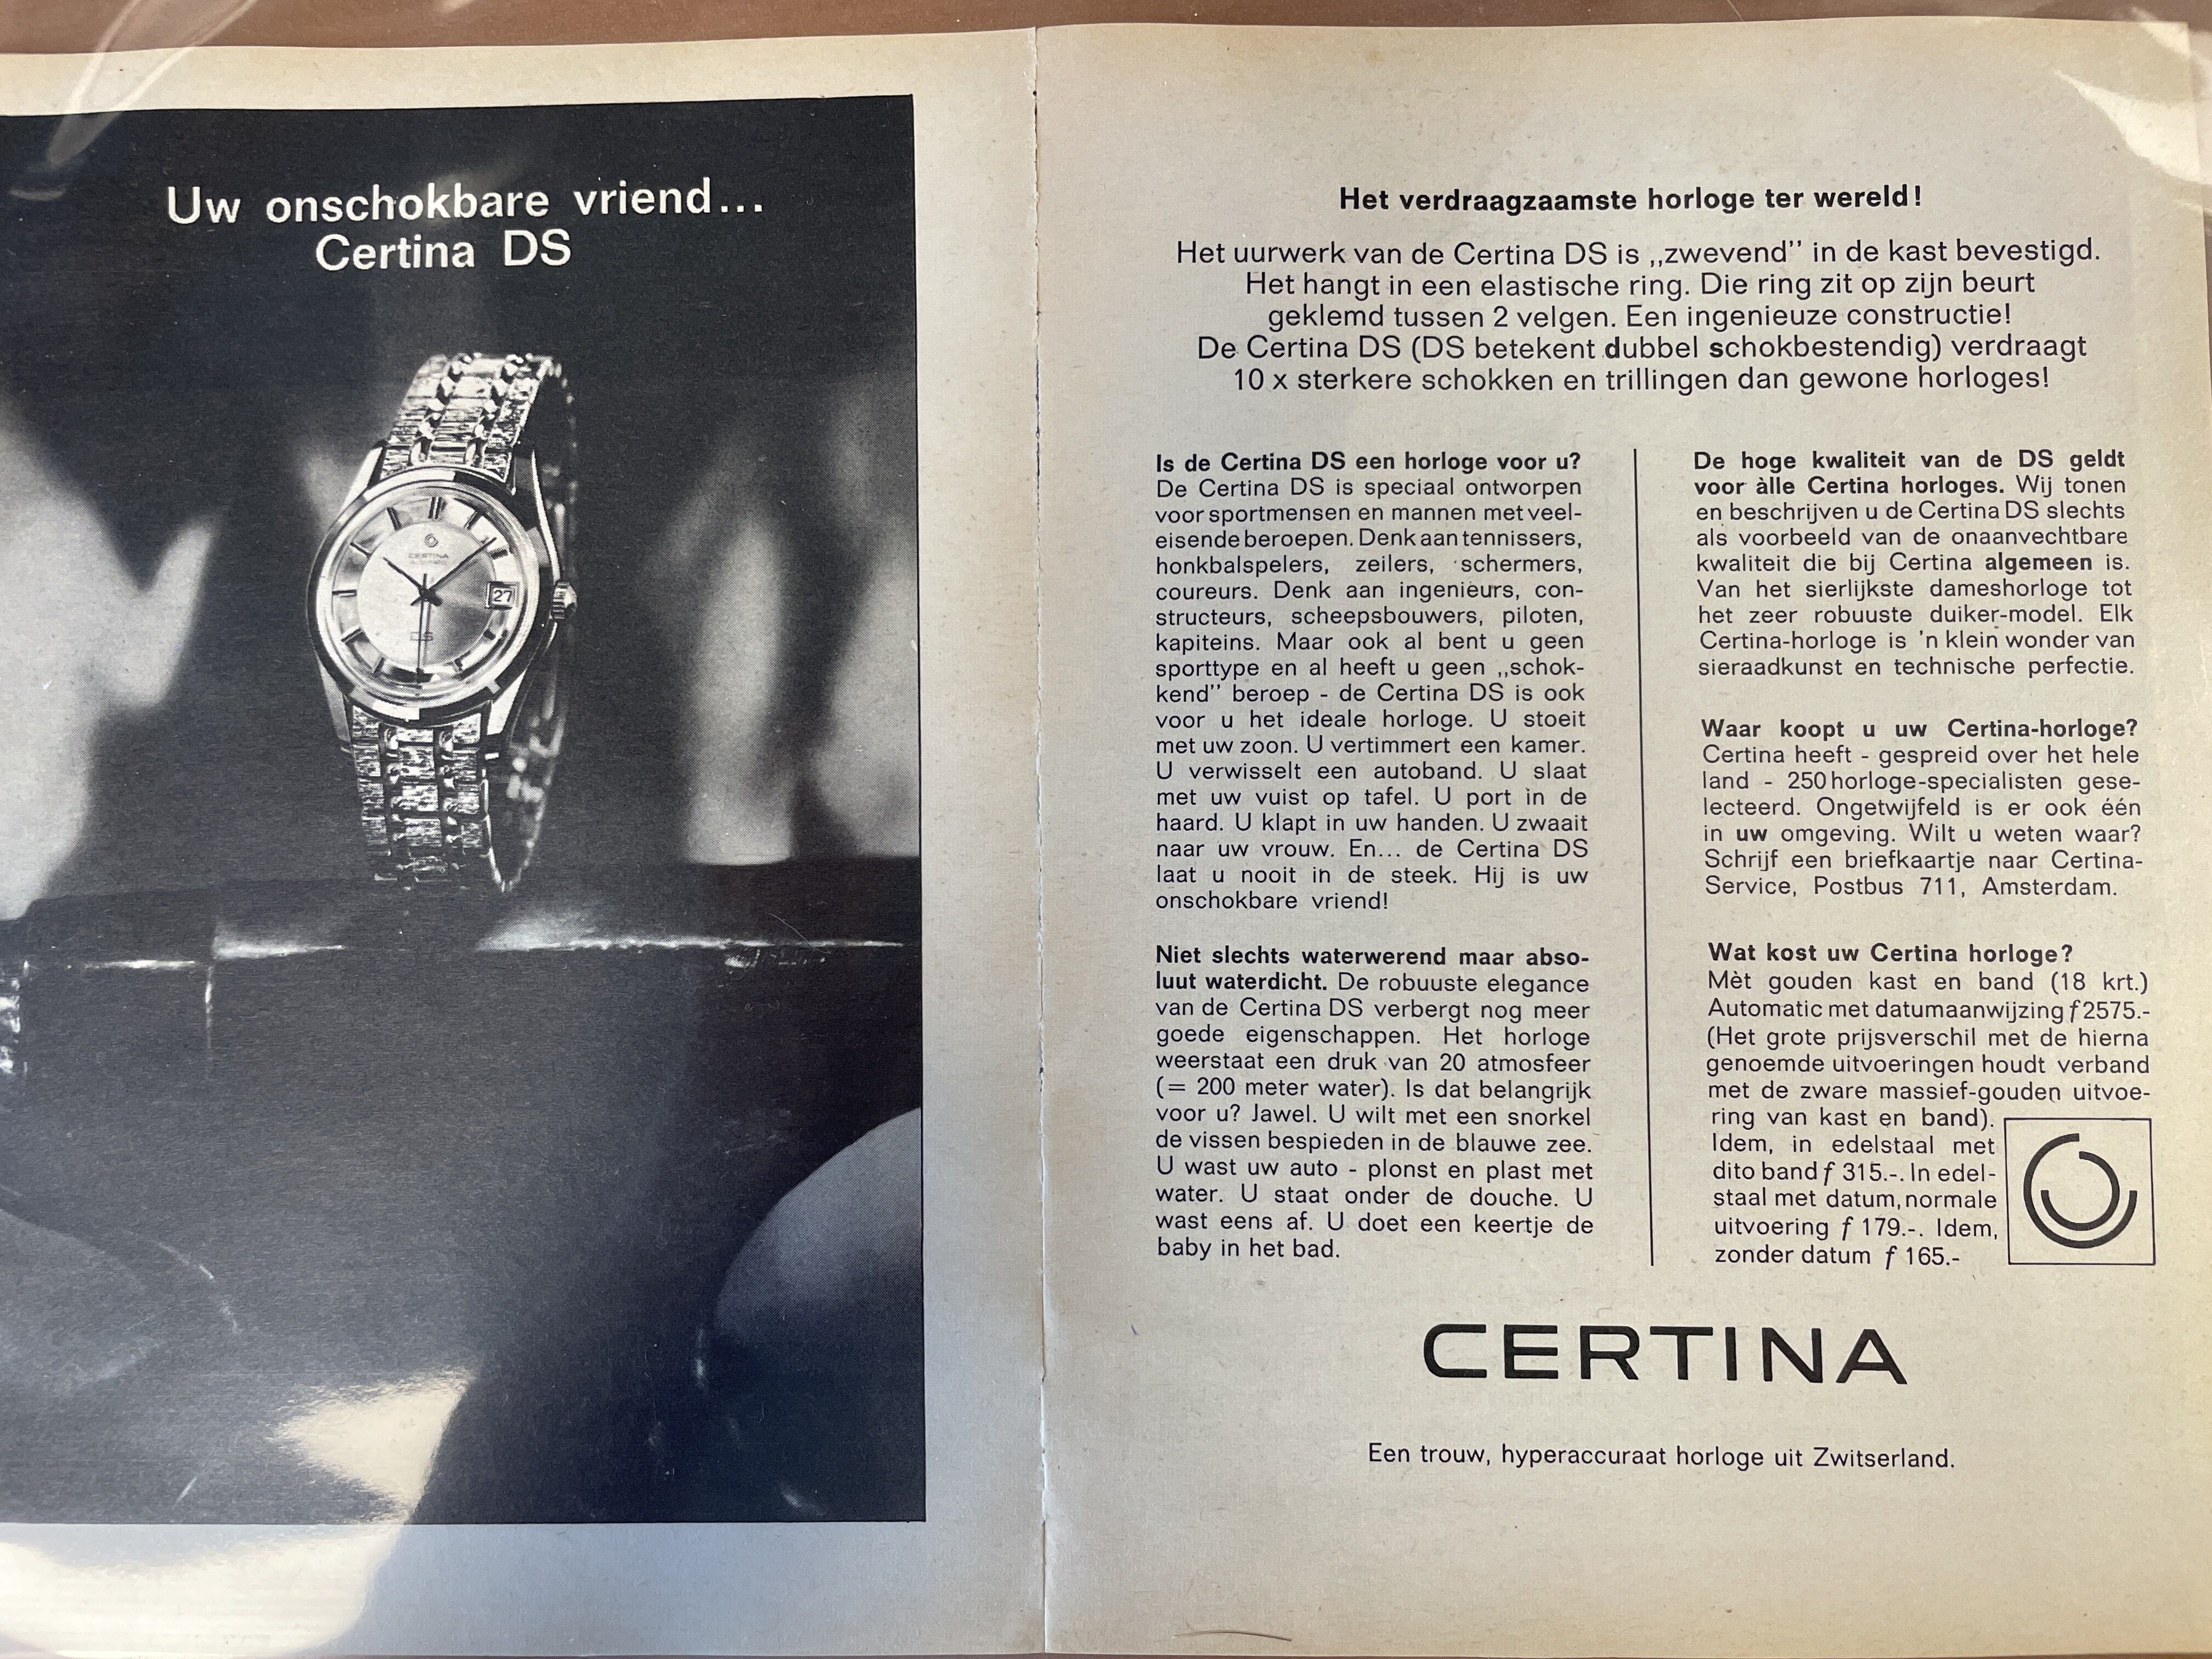 Uw onschokbare vriend...
Certina DS
CERTINA
27
DS
Het verdraagzaamste horloge ter wereld!
Het uurwerk van de Certina DS is „zwevend’’ in de kast bevestigd.
Het hangt in een elastische ring. Die ring zit op zijn beurt
geklemd tussen 2 velgen. Een ingenieuze constructie!
De Certina DS (DS betekent dubbel schokbestendig) verdraagt
10 x sterkere schokken en trillingen dan gewone horloges!
Is de Certina DS een horloge voor u?
De Certina DS is speciaal ontworpen
voor sportmensen en mannen met veel-
eisende beroepen. Denk aan tennissers,
honkbalspelers, zeilers, schermers,
coureurs. Denk aan ingenieurs, con-
structeurs, scheepsbouwers, piloten,
kapiteins. Maar ook al bent u geen
sporttype en al heeft u geen „schok-
kend’’ beroep - de Certina DS is ook
voor u het ideale horloge. U stoeit
met uw zoon. U vertimmert een kamer.
U verwisselt een autoband. U slaat
met uw vuist op tafel. U port in de
haard. U klapt in uw handen. U zwaait
naar uw vrouw. En... de Certina DS
laat u nooit in de steek. Hij is uw
onschokbare vriend!
Niet slechts waterwerend maar abso-
luut waterdicht. De robuuste elegance
van de Certina DS verbergt nog meer
goede eigenschappen. Het horloge
weerstaat een druk van 20 atmosfeer
(= 200 meter water). Is dat belangrijk
voor u? Jawel. U wilt met een snorkel
de vissen bespieden in de blauwe zee.
U wast uw auto - plonst en plast met
water. U staat onder de douche. U
wast eens af. U doet een keertje de
baby in het bad.
De hoge kwaliteit van de DS geldt
voor àlle Certina horloges. Wij tonen
en beschrijven u de Certina DS slechts
als voorbeeld van de onaanvechtbare
kwaliteit die bij Certina algemeen is.
Van het sierlijkste dameshorloge tot
het zeer robuuste duiker-model. Elk
Certina-horloge is 'n klein wonder van
sieraadkunst en technische perfectie.
Waar koopt u uw Certina-horloge?
Certina heeft - gespreid over het hele
land - 250 horloge-specialisten gese-
lecteerd. Ongetwijfeld is er ook één
in uw omgeving. Wilt u weten waar?
Schrijf een briefkaartje naar Certina-
Service, Postbus 711, Amsterdam.
Wat kost uw Certina horloge?
Mèt gouden kast en band (18 krt.)
Automatic met datumaanwijzing ƒ 2575.-
(Het grote prijsverschil met de hierna
genoemde uitvoeringen houdt verband
met de zware massief-gouden uitvoe-
ring van kast en band).
Idem, in edelstaal met
dito band ƒ 315.-. In edel-
staal met datum, normale
uitvoering ƒ 179.-. Idem,
zonder datum ƒ 165.-
CERTINA
Een trouw, hyperaccuraat horloge uit Zwitserland.